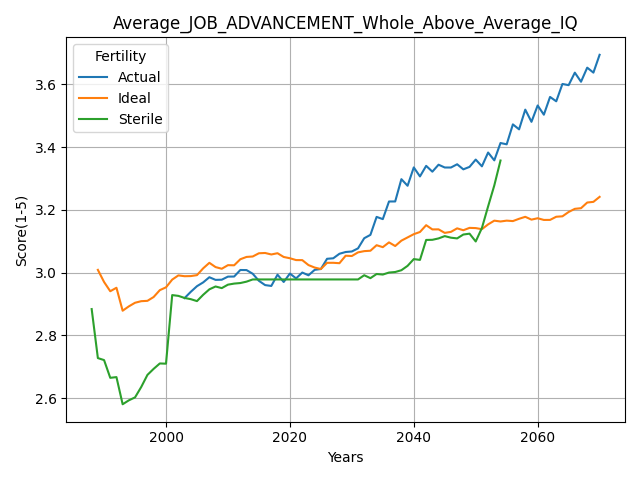 Average_JOB_ADVANCEMENT_Whole_Above_Average_IQ
Fertility
Actual
Ideal
Sterile
Score(1-5)
3.6
3.4
3.2
3.0
2.8
2.6
2000
2020
2040
2060
Years